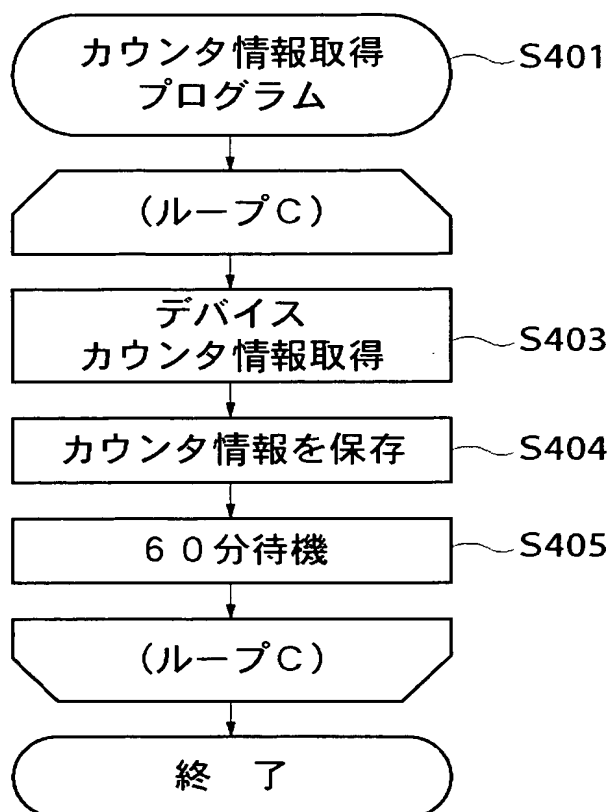 カウンタ情報取得
プログラム
S401
(ループC)
デバイス
カウンタ情報取得
S403
カウンタ情報を保存
S404
60分待機
S405
(ループC)
終 了